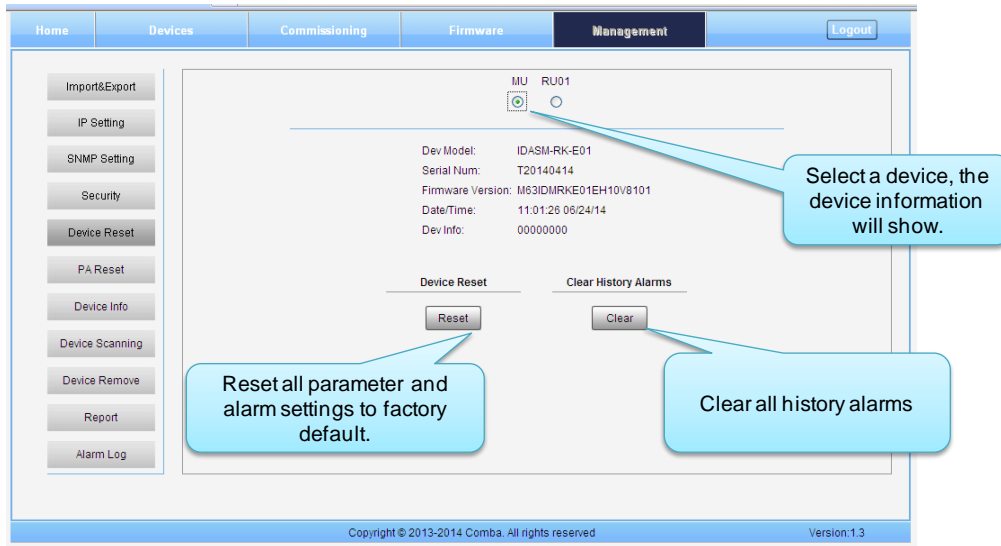 Home Devices Commissioning Firmware Management Logout
MU RU01
Import&Export
IP Setting
SNMP Setting
Security
Device Reset
PA Reset
Device Info
Device Scanning
Device Remove
Report
Alarm Log
Dev Model: IDASM-RK-E01
Serial Num: T20140414
Firmware Version: M63IDMRKE01EH10V8101
Date/Time: 11:01:26 06/24/14
Dev Info: 00000000
Select a device, the
device information
will show.
Device Reset Clear History Alarms
Reset Clear
Reset all parameter and
alarm settings to factory
default.
Clear all history alarms
Copyright © 2013-2014 Comba. All rights reserved Version:1.3